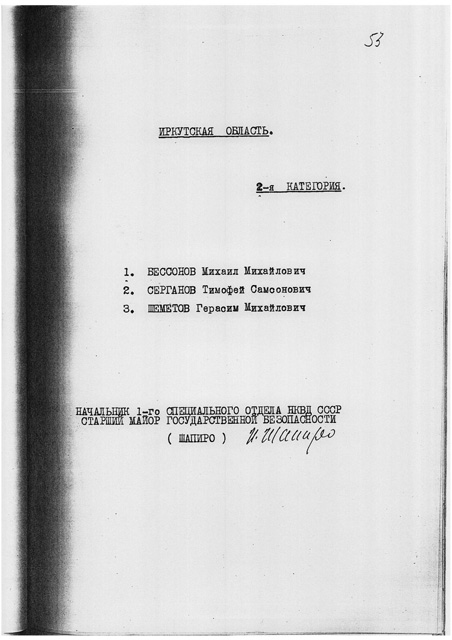 53
ИРКУТСКАЯ ОБЛАСТЬ.
2-я КАТЕГОРИЯ.
1. БЕССОНОВ Михаил Михайлович
2. СЕРГАНОВ Тимофей Самсонович
3. ШЕМЕТОВ Герасим Михайлович
НАЧАЛЬНИК 1-го СПЕЦИАЛЬНОГО ОТДЕЛА НКВД СССР
СТАРШИЙ МАЙОР ГОСУДАРСТВЕННОЙ БЕЗОПАСНОСТИ
( ШАПИРО ) И. Шапиро